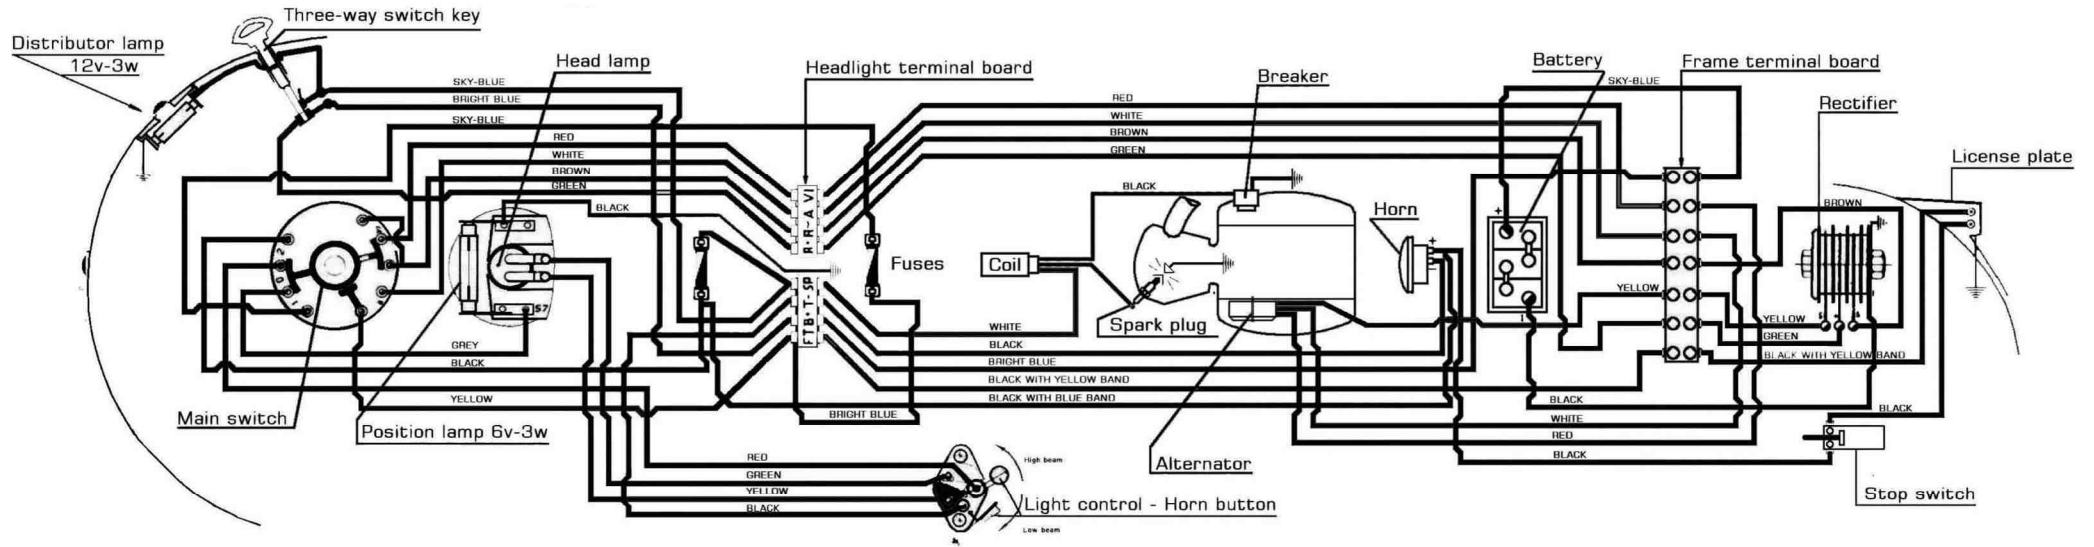 Three-way switch key
Distributor lamp
12v-3w
Head lamp
Headlight terminal board
Breaker
Battery
Frame terminal board
Rectifier
License plate
SKY-BLUE
BRIGHT BLUE
SKY-BLUE
RED
WHITE
BROWN
GREEN
BLACK
RED
WHITE
BROWN
GREEN
SKY-BLUE
BLACK
Horn
BROWN
Fuses
Coil
Spark plug
YELLOW
YELLOW
GREEN
BLACK WITH YELLOW BAND
GREY
BLACK
YELLOW
WHITE
BLACK
BRIGHT BLUE
BLACK WITH YELLOW BAND
BLACK WITH BLUE BAND
BRIGHT BLUE
BLACK
BLACK
WHITE
RED
BLACK
Main switch
Position lamp 6v-3w
Alternator
Stop switch
RED
GREEN
YELLOW
BLACK
High beam
Light control - Horn button
Low beam